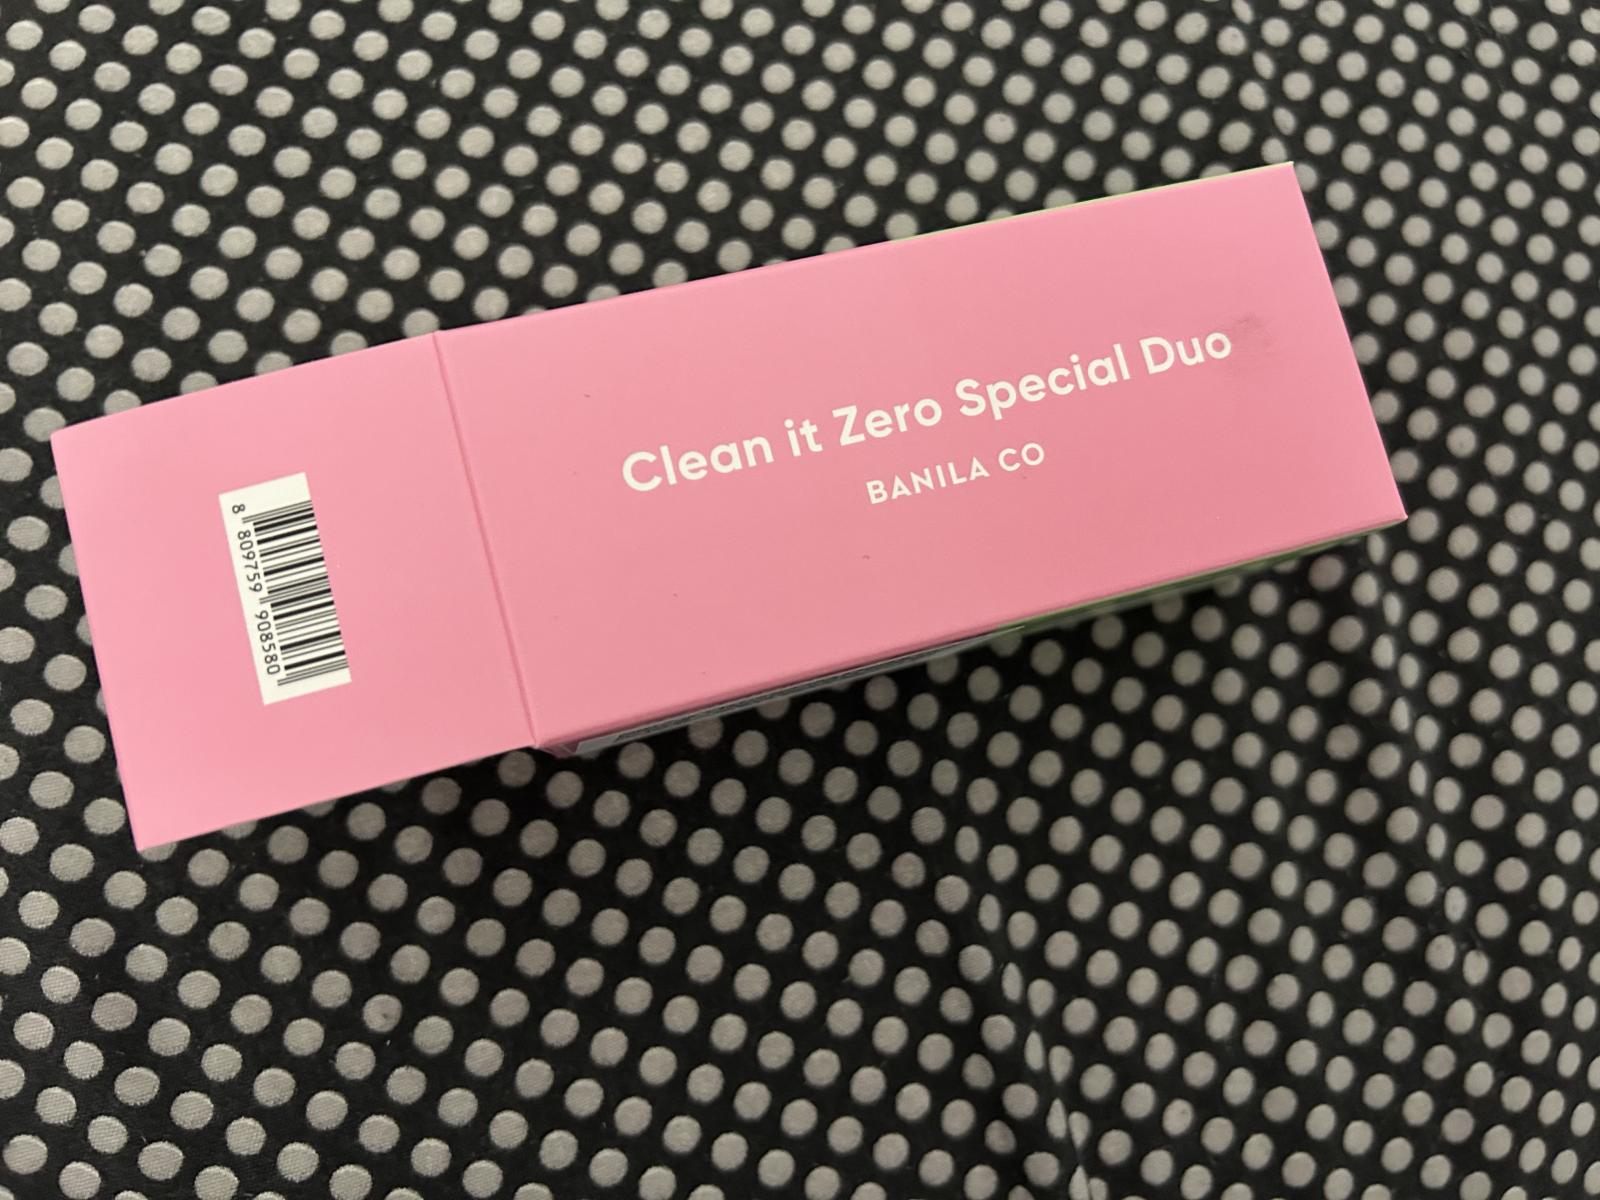 Clean it Zero Special Duo
BANILA CO
8 809759 908580